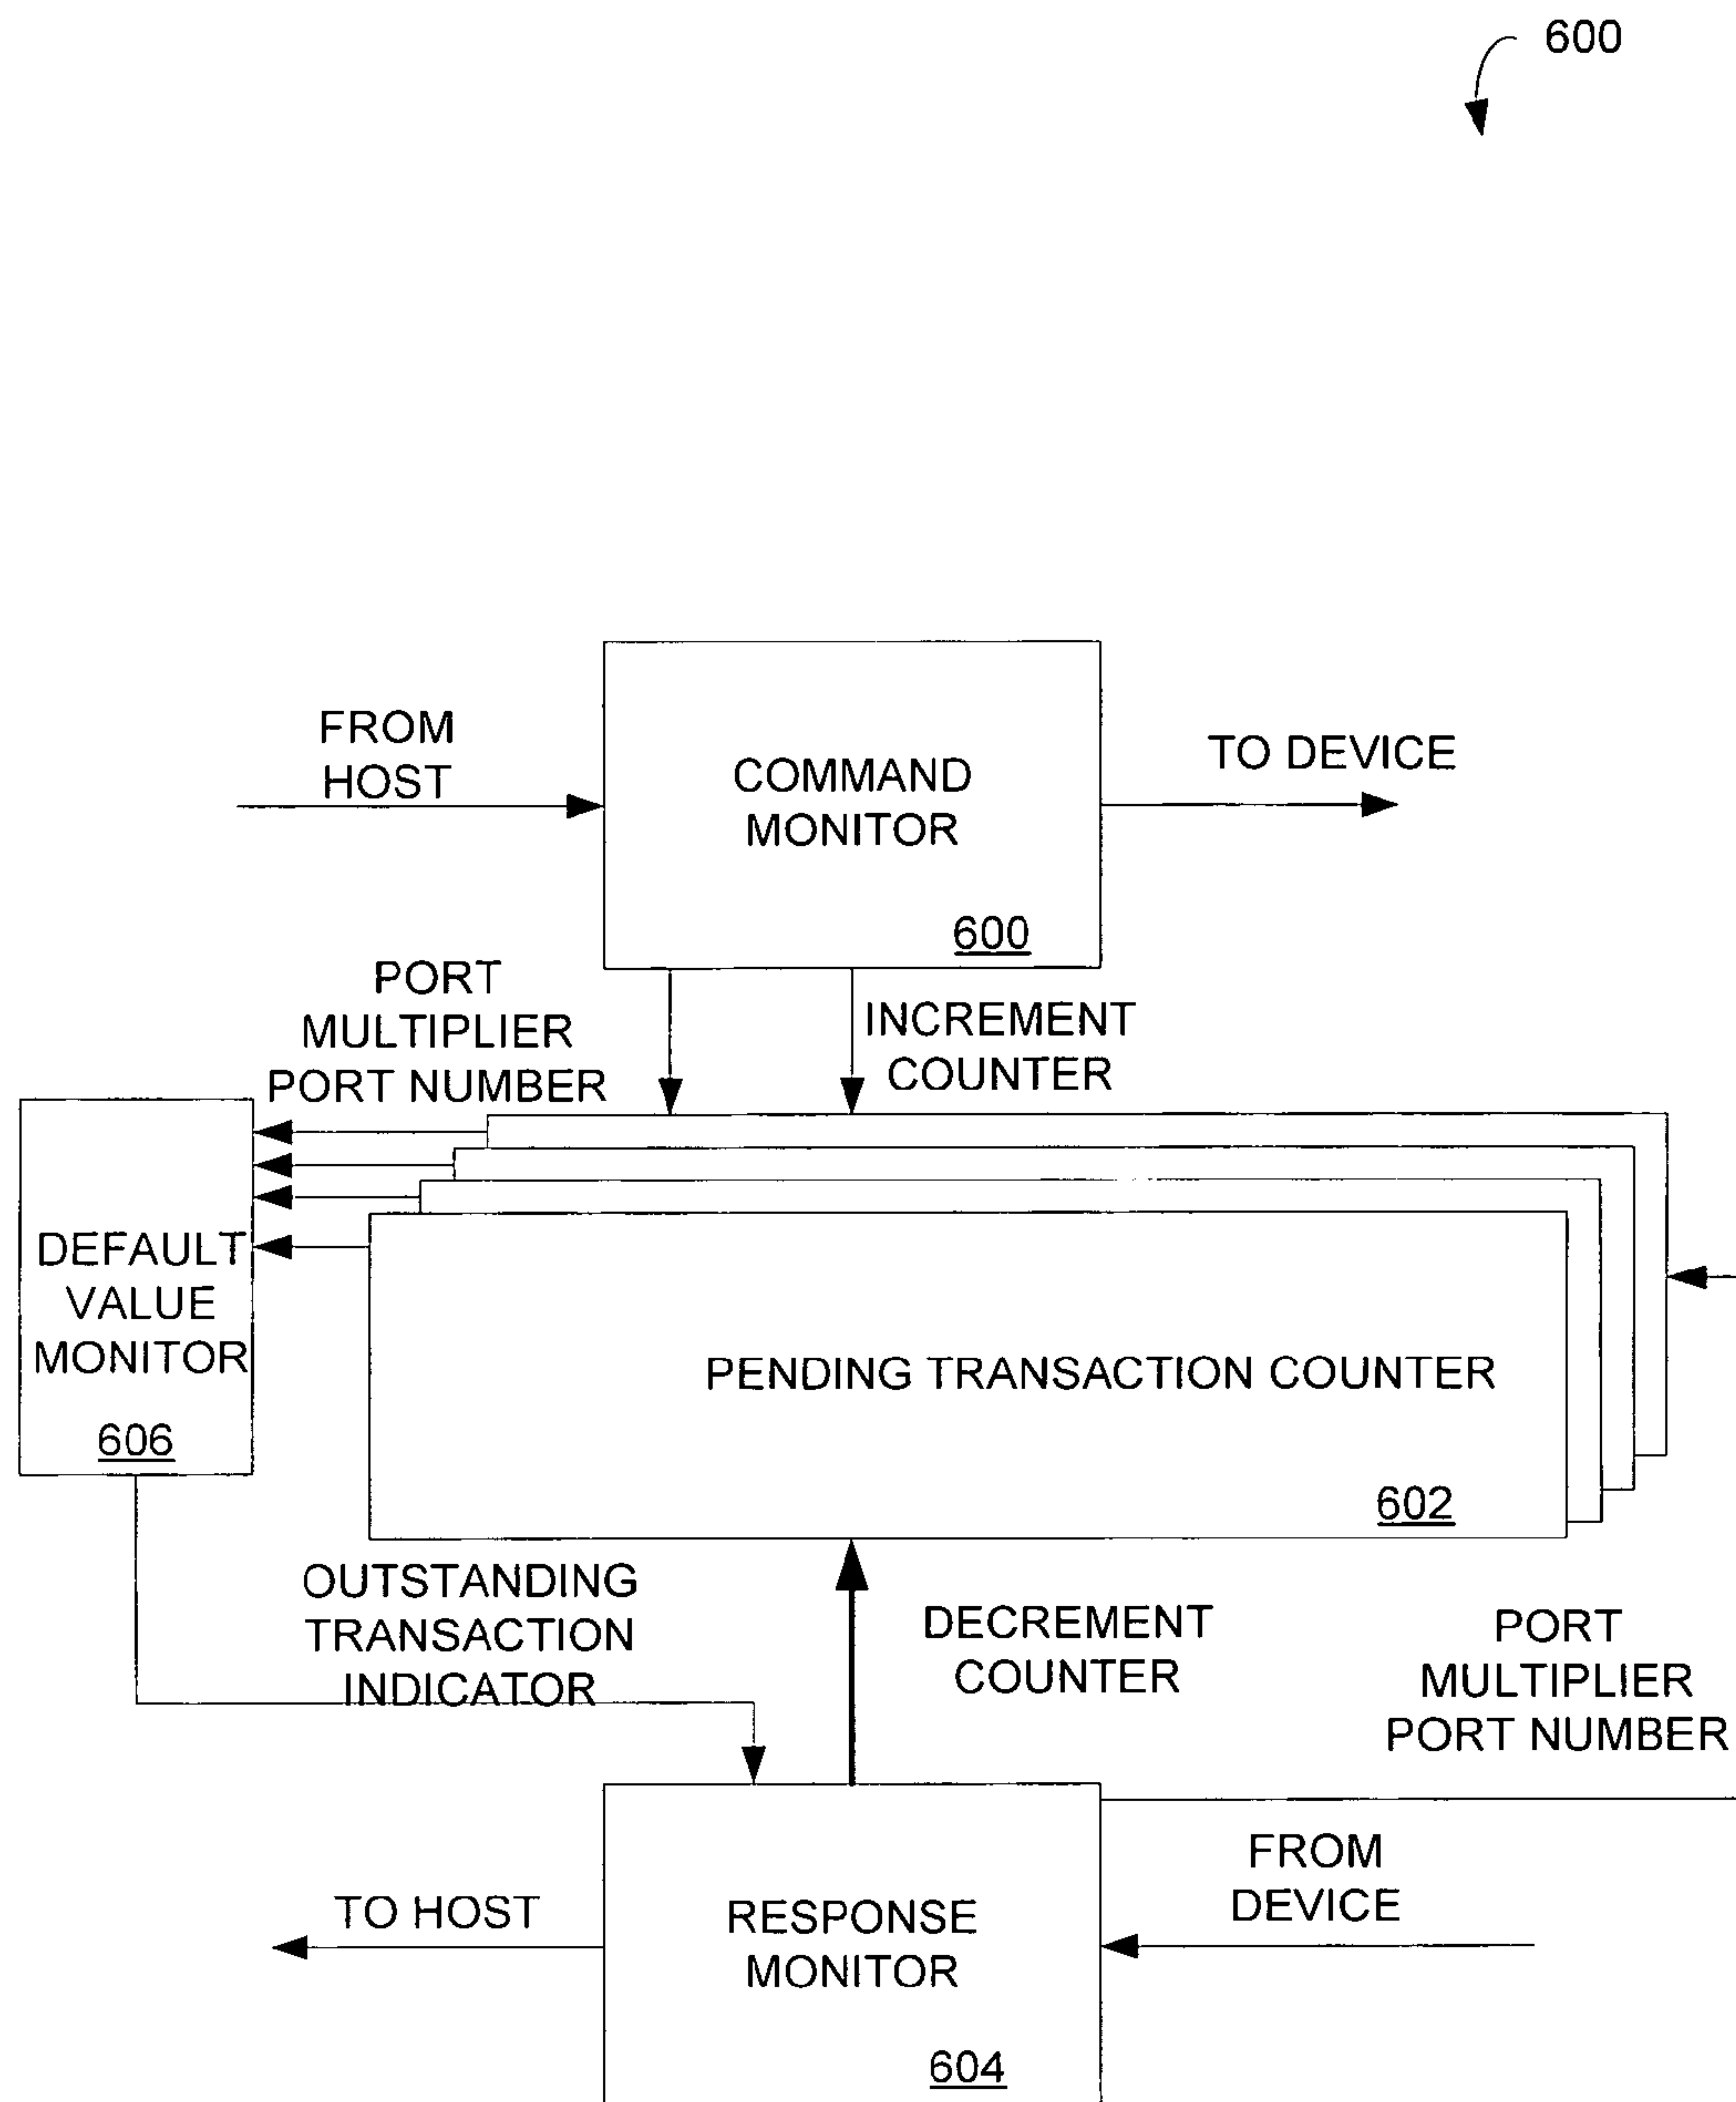 600
FROM
HOST
COMMAND
MONITOR
600
TO DEVICE
PORT
MULTIPLIER
PORT NUMBER
INCREMENT
COUNTER
DEFAULT
VALUE
MONITOR
606
PENDING TRANSACTION COUNTER
602
OUTSTANDING
TRANSACTION
INDICATOR
DECREMENT
COUNTER
PORT
MULTIPLIER
PORT NUMBER
TO HOST
RESPONSE
MONITOR
604
FROM
DEVICE